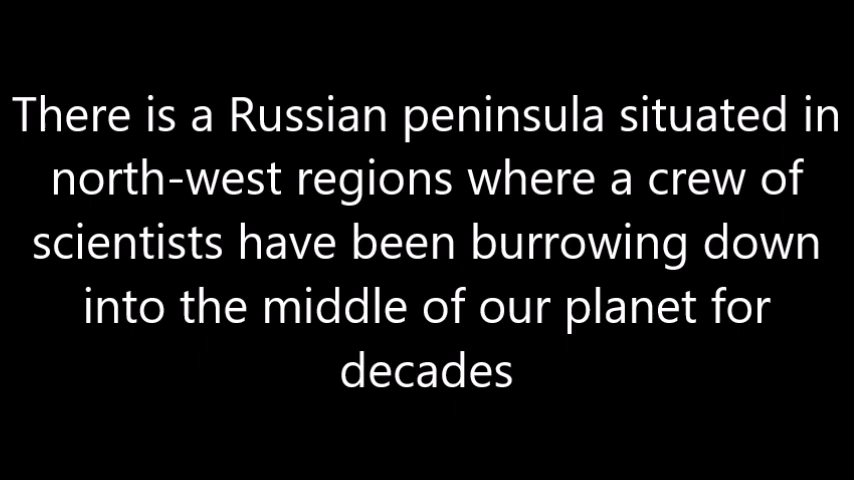 There is a Russian peninsula situated in
north-west regions where a crew of
scientists have been burrowing down
into the middle of our planet for
decades